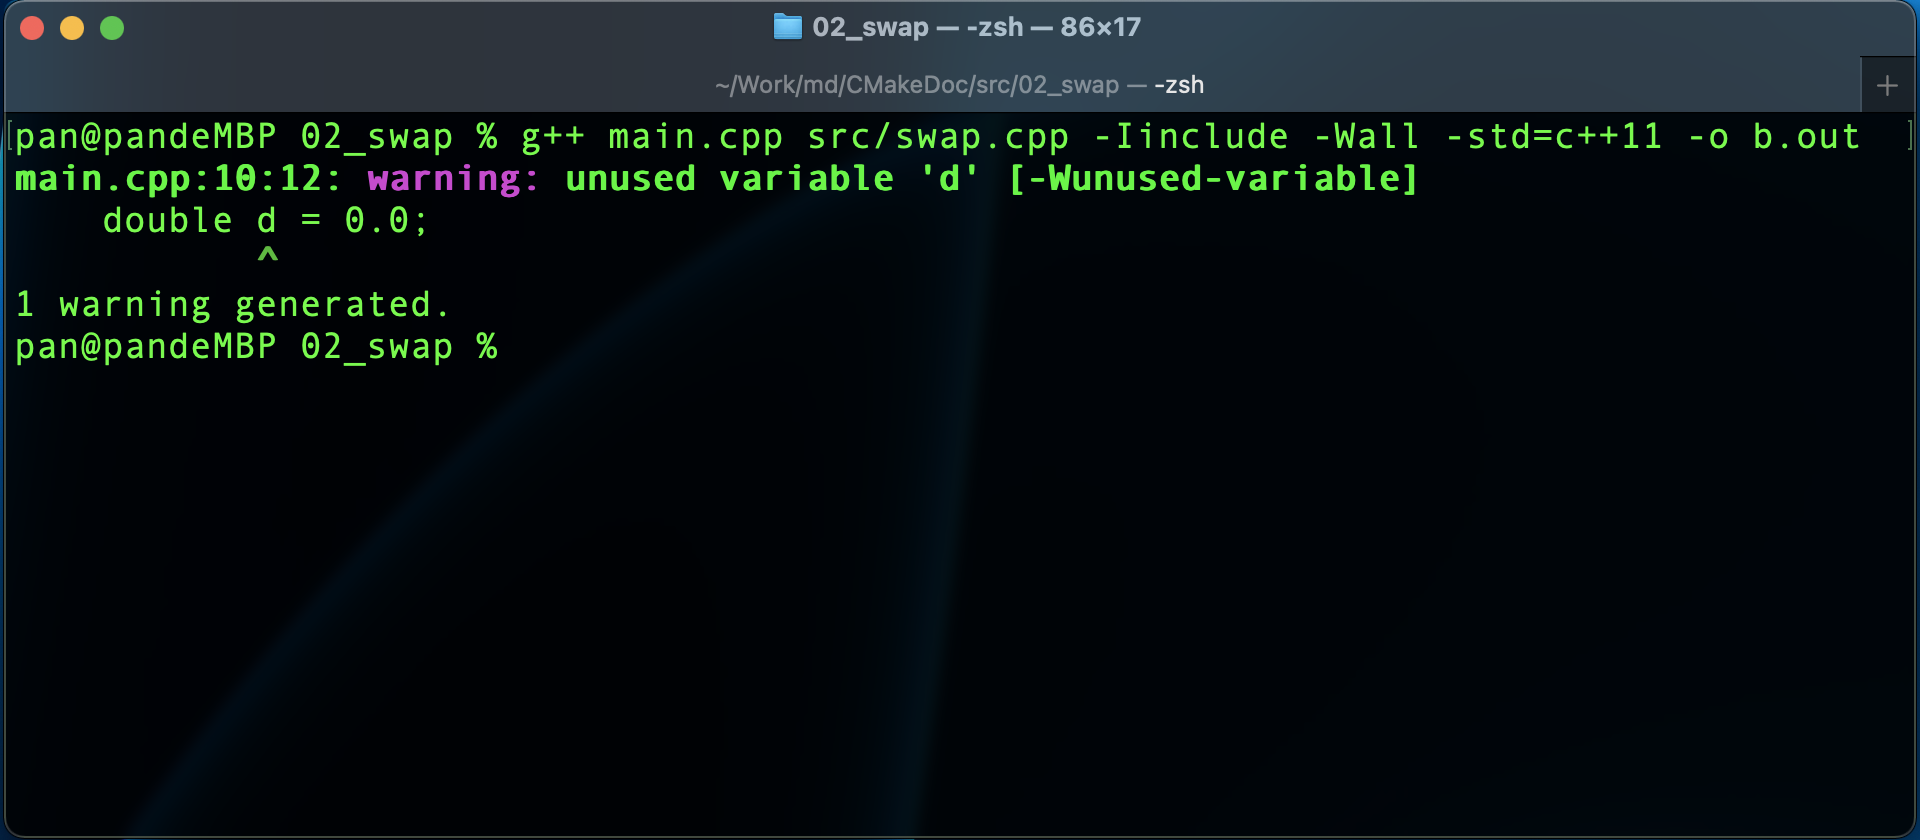 02_swap — -zsh — 86×17
~/Work/md/CMakeDoc/src/02_swap — -zsh
+
[pan@pandeMBP 02_swap % g++ main.cpp src/swap.cpp -Iinclude -Wall -std=c++11 -o b.out ]
main.cpp:10:12: warning: unused variable 'd' [-Wunused-variable]
    double d = 0.0;
           ^
1 warning generated.
pan@pandeMBP 02_swap %